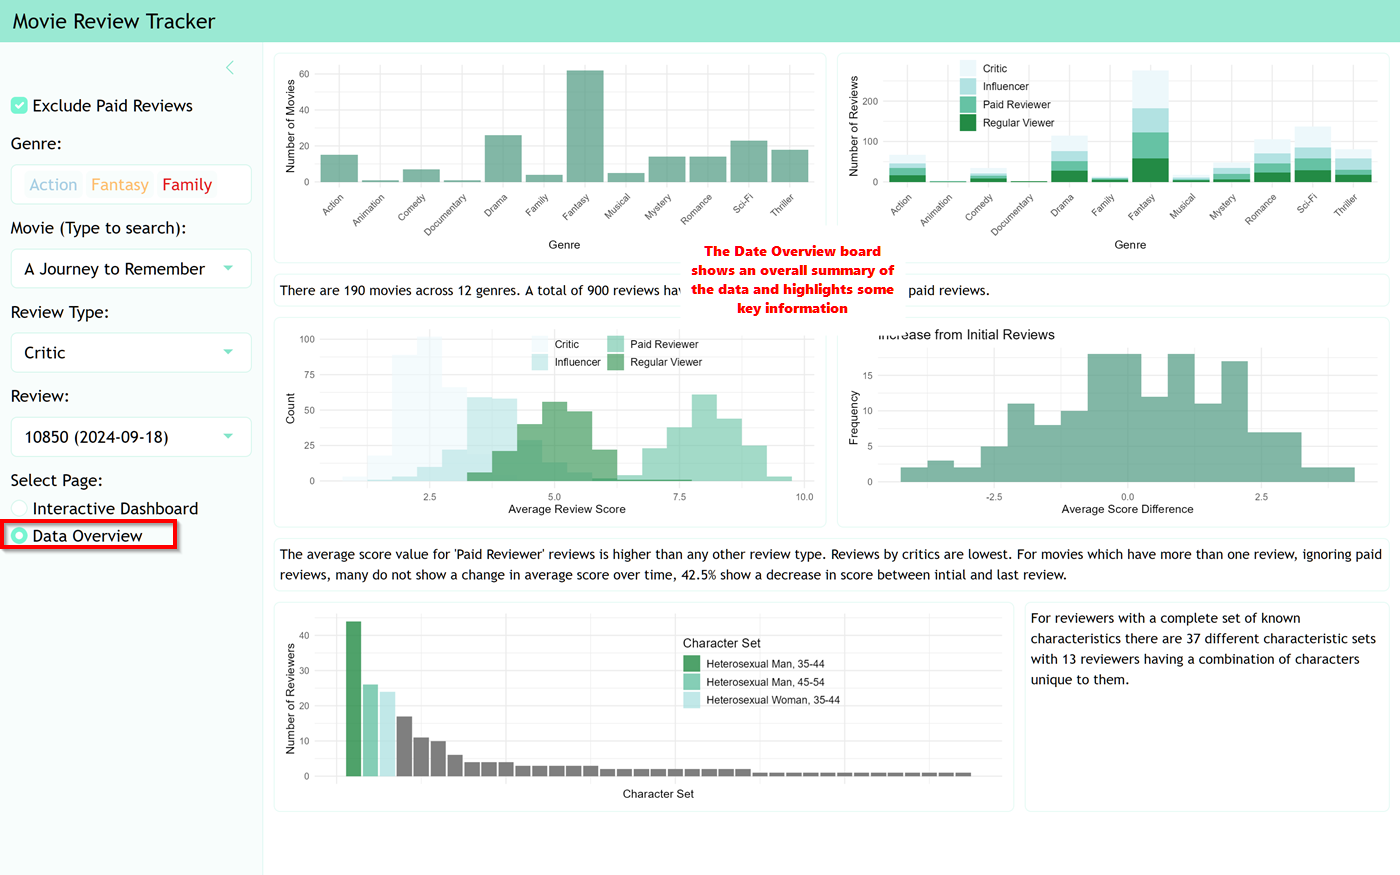 Movie Review Tracker
Exclude Paid Reviews
Genre:
Action Fantasy Family
Movie (Type to search):
A Journey to Remember
Review Type:
Critic
Review:
10850 (2024-09-18)
Select Page:
Interactive Dashboard
Data Overview
Number of Movies
60
40
20
0
Action
Animation
Comedy
Documentary
Drama
Family
Fantasy
Musical
Mystery
Romance
Sci-Fi
Thriller
Genre
Number of Reviews
200
100
0
Critic
Influencer
Paid Reviewer
Regular Viewer
Action
Animation
Comedy
Documentary
Drama
Family
Fantasy
Musical
Mystery
Romance
Sci-Fi
Thriller
Genre
The Date Overview board
shows an overall summary of
the data and highlights some
key information
There are 190 movies across 12 genres. A total of 900 reviews paid reviews.
Count
100
75
50
25
0
Critic
Influencer
Paid Reviewer
Regular Viewer
2.5
5.0
7.5
10.0
Average Review Score
Increase from Initial Reviews
Frequency
15
10
5
0
-2.5
0.0
2.5
Average Score Difference
The average score value for 'Paid Reviewer' reviews is higher than any other review type. Reviews by critics are lowest. For movies which have more than one review, ignoring paid
reviews, many do not show a change in average score over time, 42.5% show a decrease in score between intial and last review.
Number of Reviewers
40
30
20
10
0
Character Set
Heterosexual Man, 35-44
Heterosexual Man, 45-54
Heterosexual Woman, 35-44
Character Set
For reviewers with a complete set of known
characteristics there are 37 different characteristic sets
with 13 reviewers having a combination of characters
unique to them.